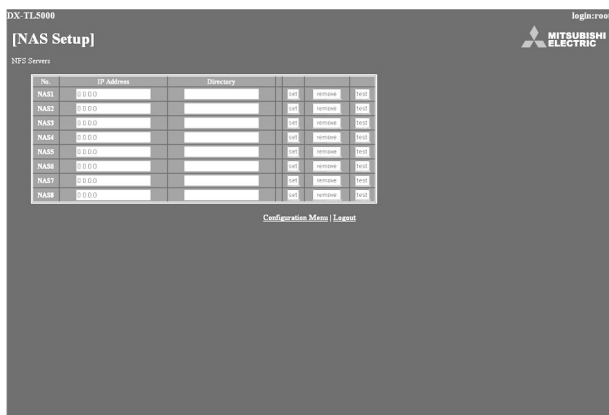 DX-TL5000 login:root
[NAS Setup]
MITSUBISHI
ELECTRIC
NFS Servers
No. IP Address Directory
NAS1 0.0.0.0 set remove test
NAS2 0.0.0.0 set remove test
NAS3 0.0.0.0 set remove test
NAS4 0.0.0.0 set remove test
NAS5 0.0.0.0 set remove test
NAS6 0.0.0.0 set remove test
NAS7 0.0.0.0 set remove test
NAS8 0.0.0.0 set remove test
Configuration Menu | Logout